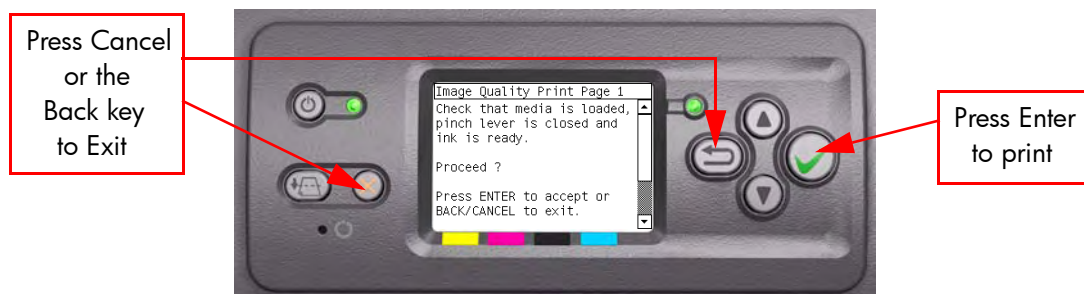 Press Cancel
or the
Back key
to Exit
Image Quality Print Page 1
Check that media is loaded,
pinch lever is closed and
ink is ready.
Proceed ?
Press ENTER to accept or
BACK/CANCEL to exit.
Press Enter
to print